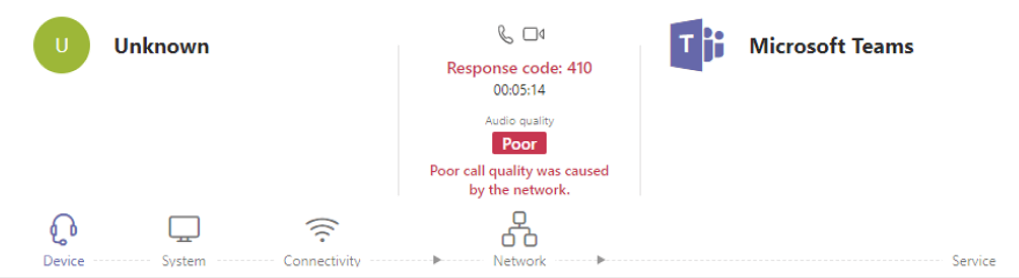 U
Unknown
Response code: 410
00:05:14
Audio quality
Poor
Poor call quality was caused
by the network.
T
Microsoft Teams
Device
System
Connectivity
Network
Service